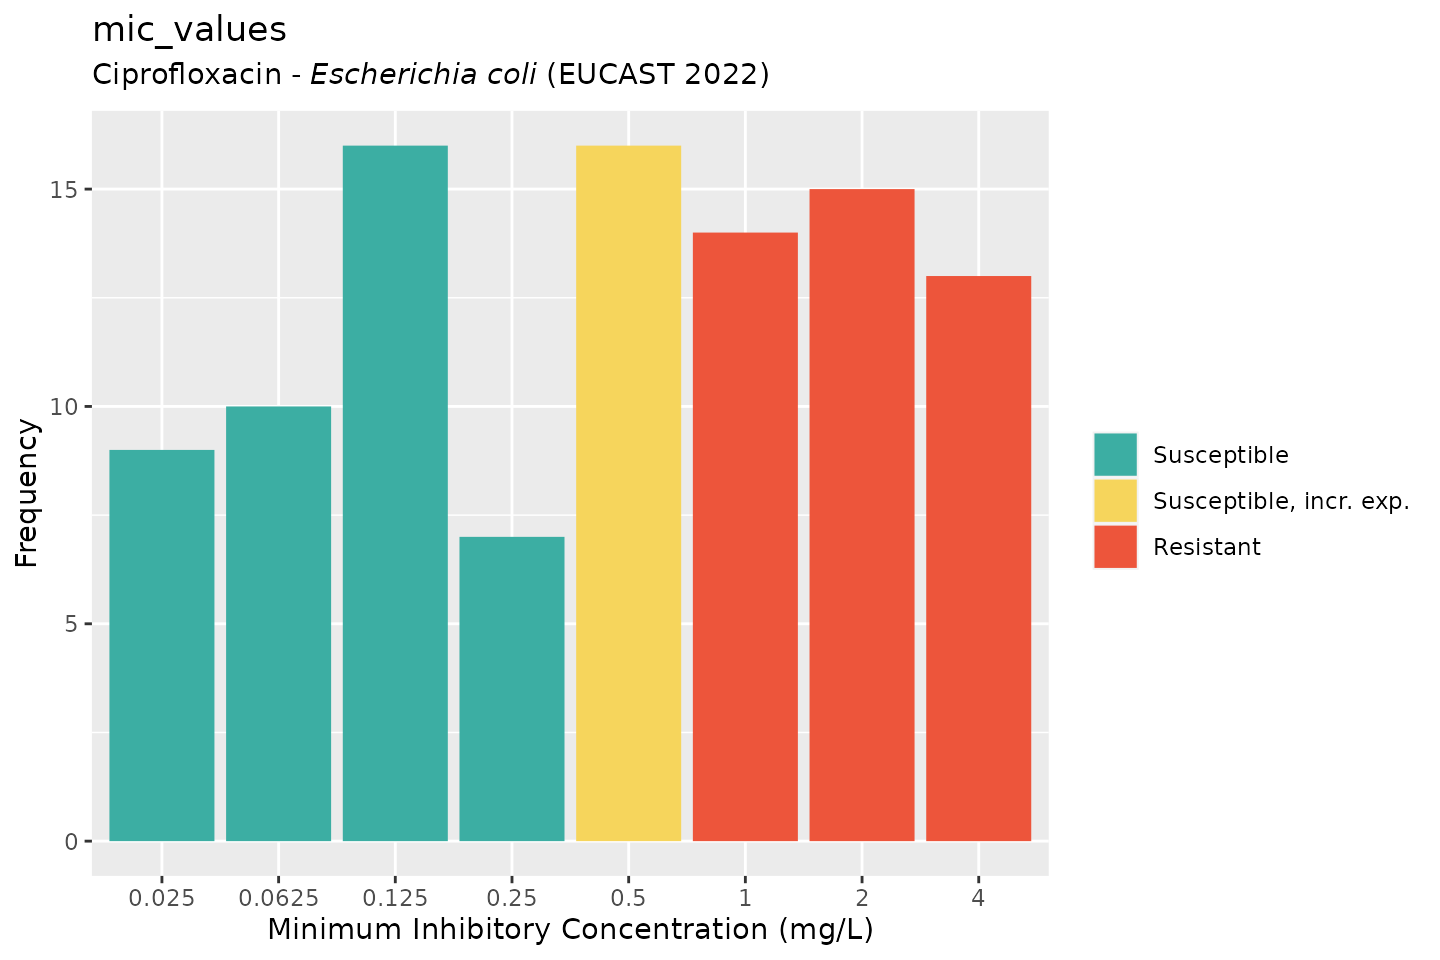 mic_values
Ciprofloxacin - Escherichia coli (EUCAST 2022)
Frequency
15
10
5
0
0.025 0.0625 0.125 0.25 0.5 1 2 4
Minimum Inhibitory Concentration (mg/L)
Susceptible
Susceptible, incr. exp.
Resistant